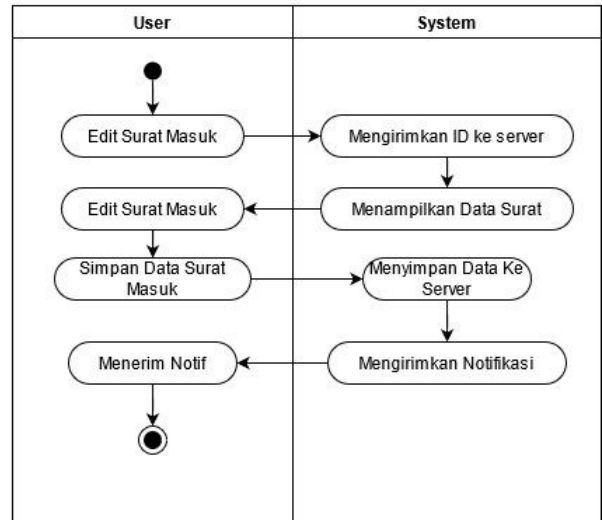 User
System
Edit Surat Masuk
Mengirimkan ID ke server
Edit Surat Masuk
Menampilkan Data Surat
Simpan Data Surat
Masuk
Menyimpan Data Ke
Server
Menerim Notif
Mengirimkan Notifikasi